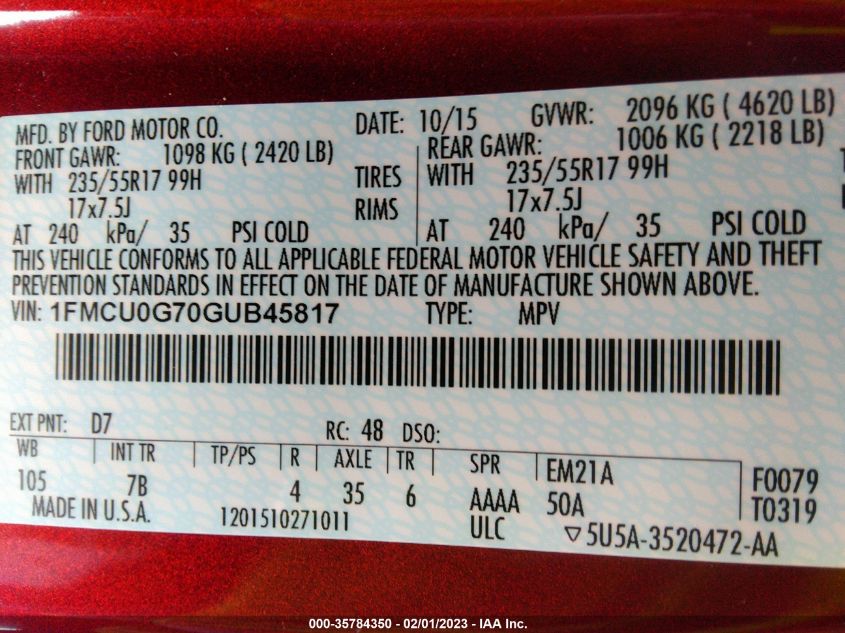 MFD. BY FORD MOTOR CO. DATE: 10/15 GVWR: 2096 KG ( 4620 LB)
FRONT GAWR: 1098 KG ( 2420 LB) REAR GAWR: 1006 KG ( 2218 LB)
WITH 235/55R17 99H TIRES WITH 235/55R17 99H
17x7.5J RIMS 17x7.5J
AT 240 kPa/ 35 PSI COLD AT 240 kPa/ 35 PSI COLD
THIS VEHICLE CONFORMS TO ALL APPLICABLE FEDERAL MOTOR VEHICLE SAFETY AND THEFT
PREVENTION STANDARDS IN EFFECT ON THE DATE OF MANUFACTURE SHOWN ABOVE.
VIN: 1FMCU0G70GUB45817 TYPE: MPV
EXT PNT: D7 RC: 48 DSO:
WB INT TR TP/PS R AXLE TR SPR EM21A F0079
105 7B 4 35 6 AAAA 50A T0319
MADE IN U.S.A. 1201510271011 ULC ▽5U5A-3520472-AA
000-35784350 - 02/01/2023 - IAA Inc.